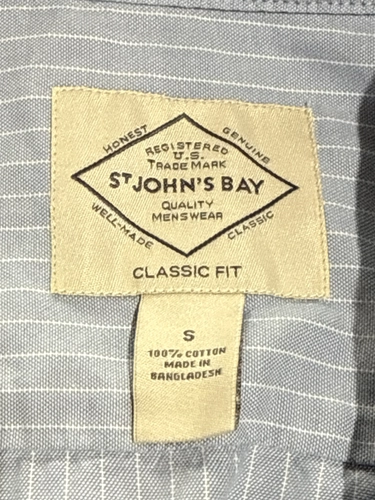 HONEST
GENUINE
REGISTERED
U.S.
TRADE MARK
ST JOHN'S BAY
QUALITY
MENSWEAR
WELL-MADE
CLASSIC
CLASSIC FIT
S
100% COTTON
MADE IN
BANGLADESH